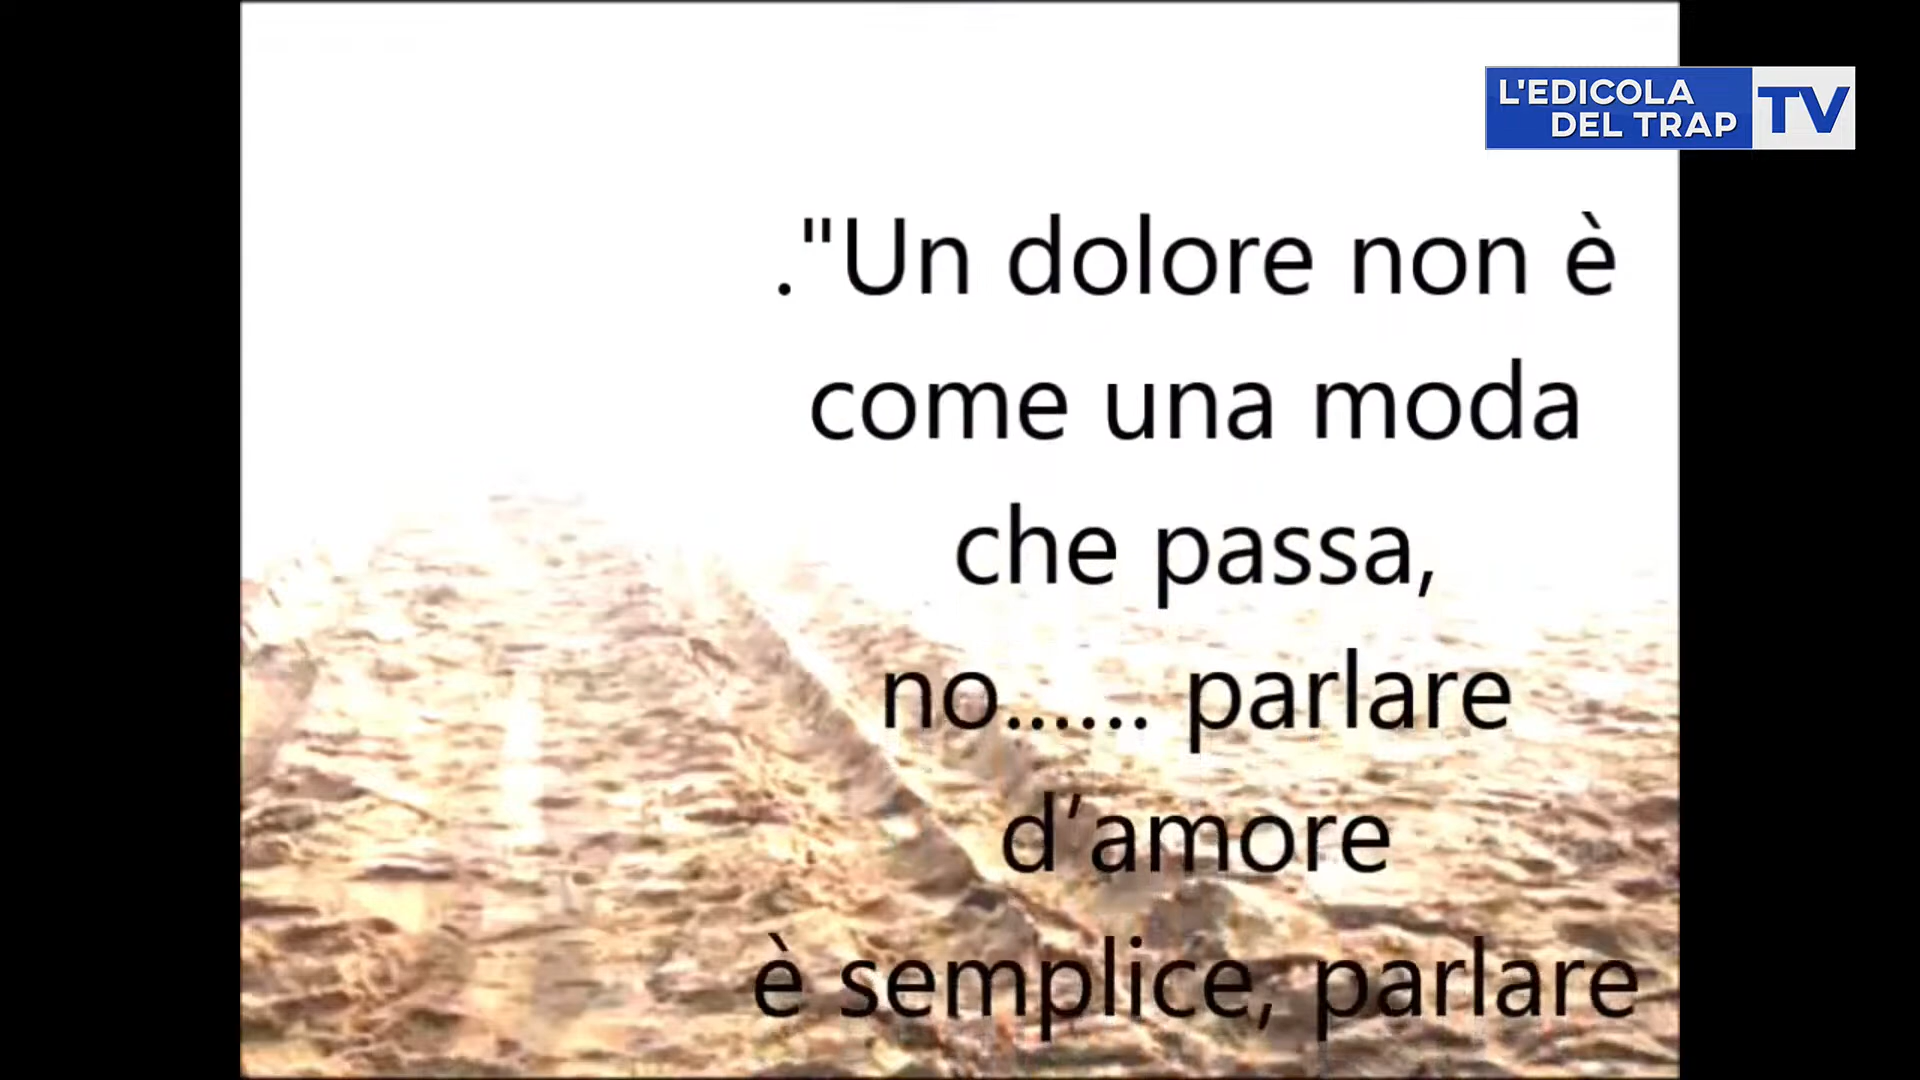 L'EDICOLA
DEL TRAP TV
."Un dolore non è
come una moda
che passa,
no...... parlare
d’amore
è semplice, parlare